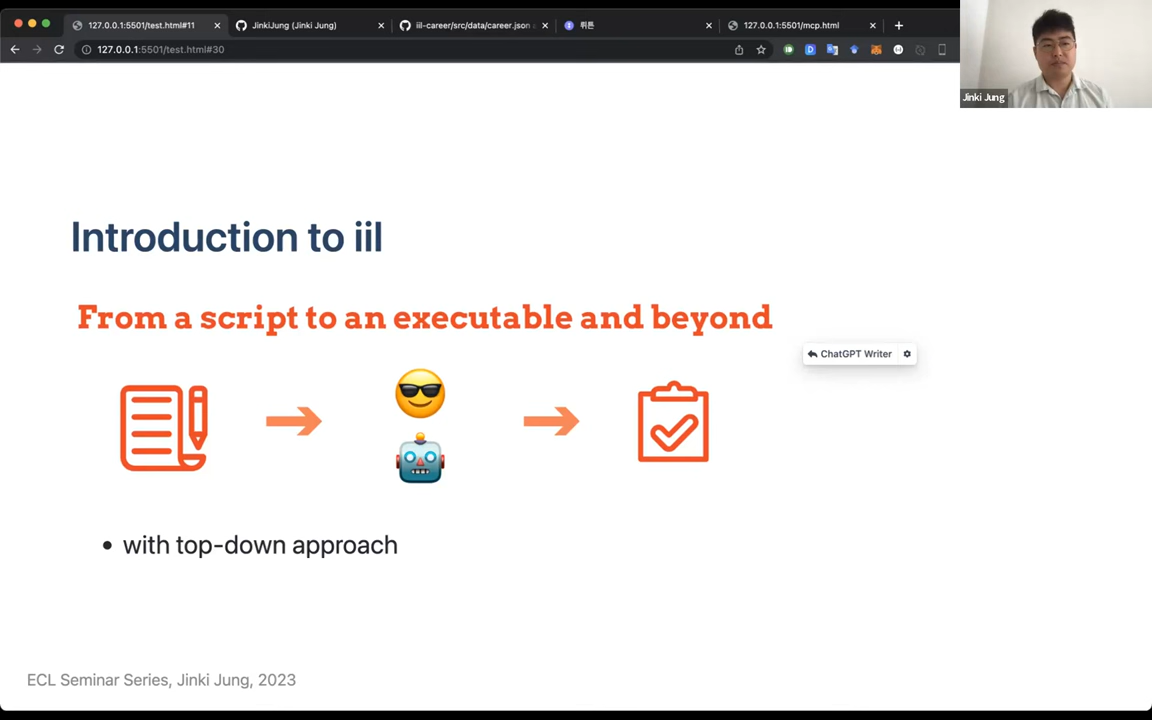 127.0.0.1:5501/test.html#11
JinkiJung (Jinki Jung)
iil-career/src/data/career.json
뤼튼
127.0.0.1:5501/mcp.html
127.0.0.1:5501/test.html#30
Jinki Jung
Introduction to iil
From a script to an executable and beyond
ChatGPT Writer
with top-down approach
ECL Seminar Series, Jinki Jung, 2023